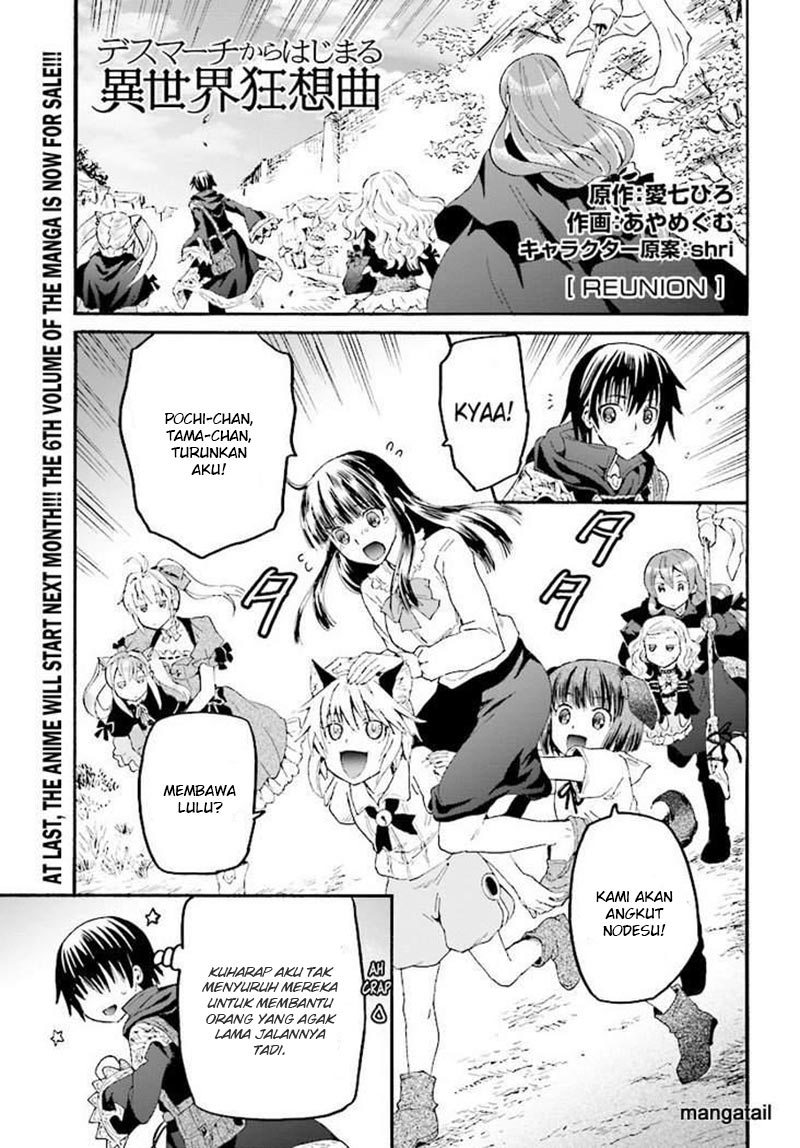 デスマーチからはじまる
異世界狂想曲
原作:愛七ひろ
作画:あやめぐむ
キャラクター原案:shri
[ REUNION ]
AT LAST, THE ANIME WILL START NEXT MONTH!!! THE 6TH VOLUME OF THE MANGA IS NOW FOR SALE!!!
KYAA!
POCHI-CHAN,
TAMA-CHAN,
TURUNKAN
AKU!
タタタ
MEMBAWA
LULU?
KAMI AKAN
ANGKUT
NODESU!
AH
CRAP
KUHARAP AKU TAK
MENYURUH MEREKA
UNTUK MEMBANTU
ORANG YANG AGAK
LAMA JALANNYA
TADI.
mangatail